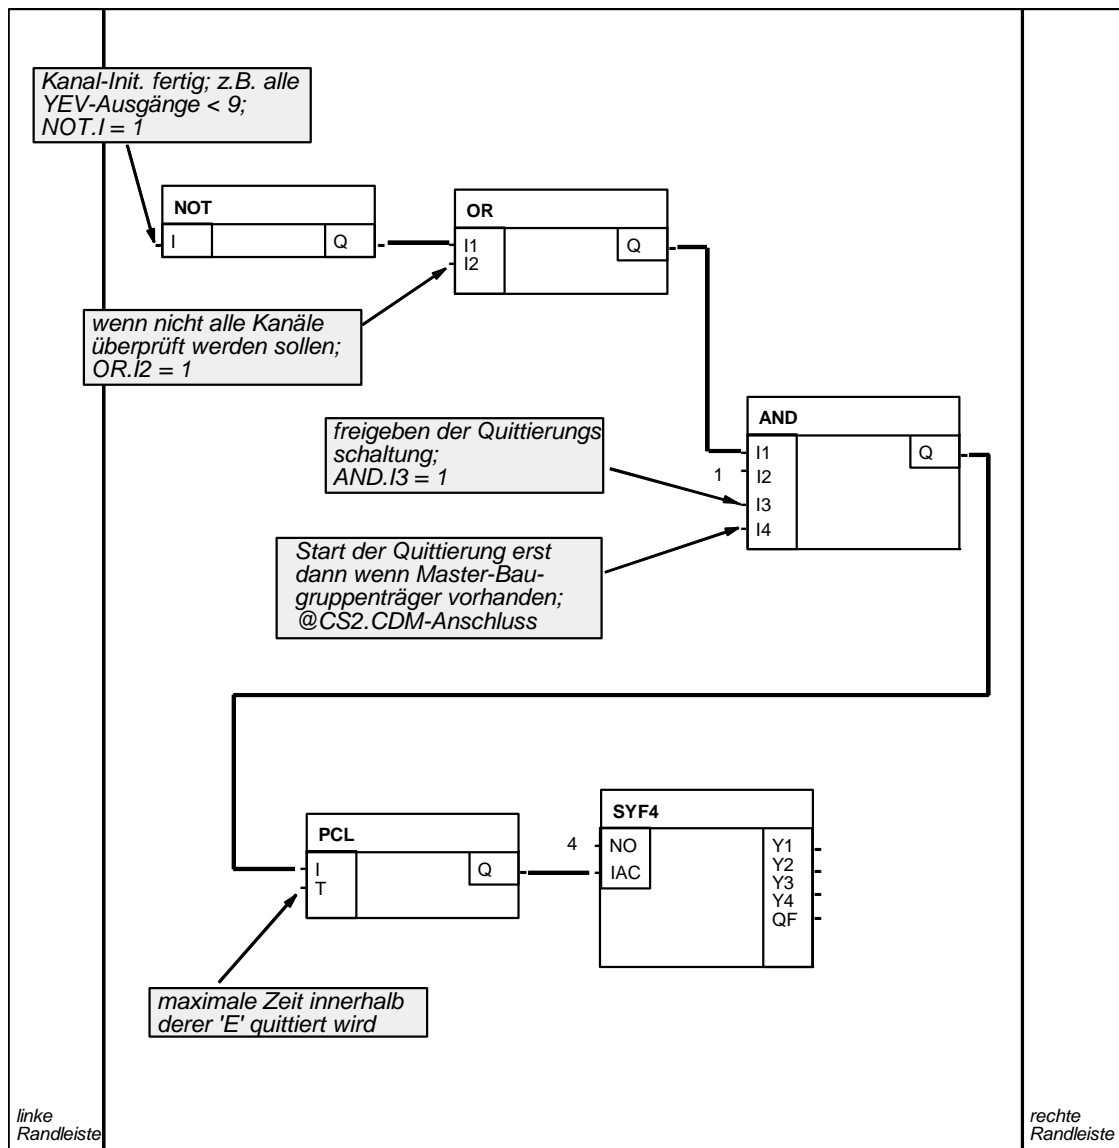 Kanal-Init. fertig; z.B. alle
YEV-Ausgänge < 9;
NOT.I = 1
NOT
I
Q
OR
I1
I2
Q
wenn nicht alle Kanäle
überprüft werden sollen;
OR.I2 = 1
AND
I1
1
I2
I3
I4
Q
freigeben der Quittierungs
schaltung;
AND.I3 = 1
Start der Quittierung erst
dann wenn Master-Bau-
gruppenträger vorhanden;
@CS2.CDM-Anschluss
PCL
I
T
Q
SYF4
4
NO
IAC
Y1
Y2
Y3
Y4
QF
maximale Zeit innerhalb
derer 'E' quittiert wird
linke
Randleiste
rechte
Randleiste